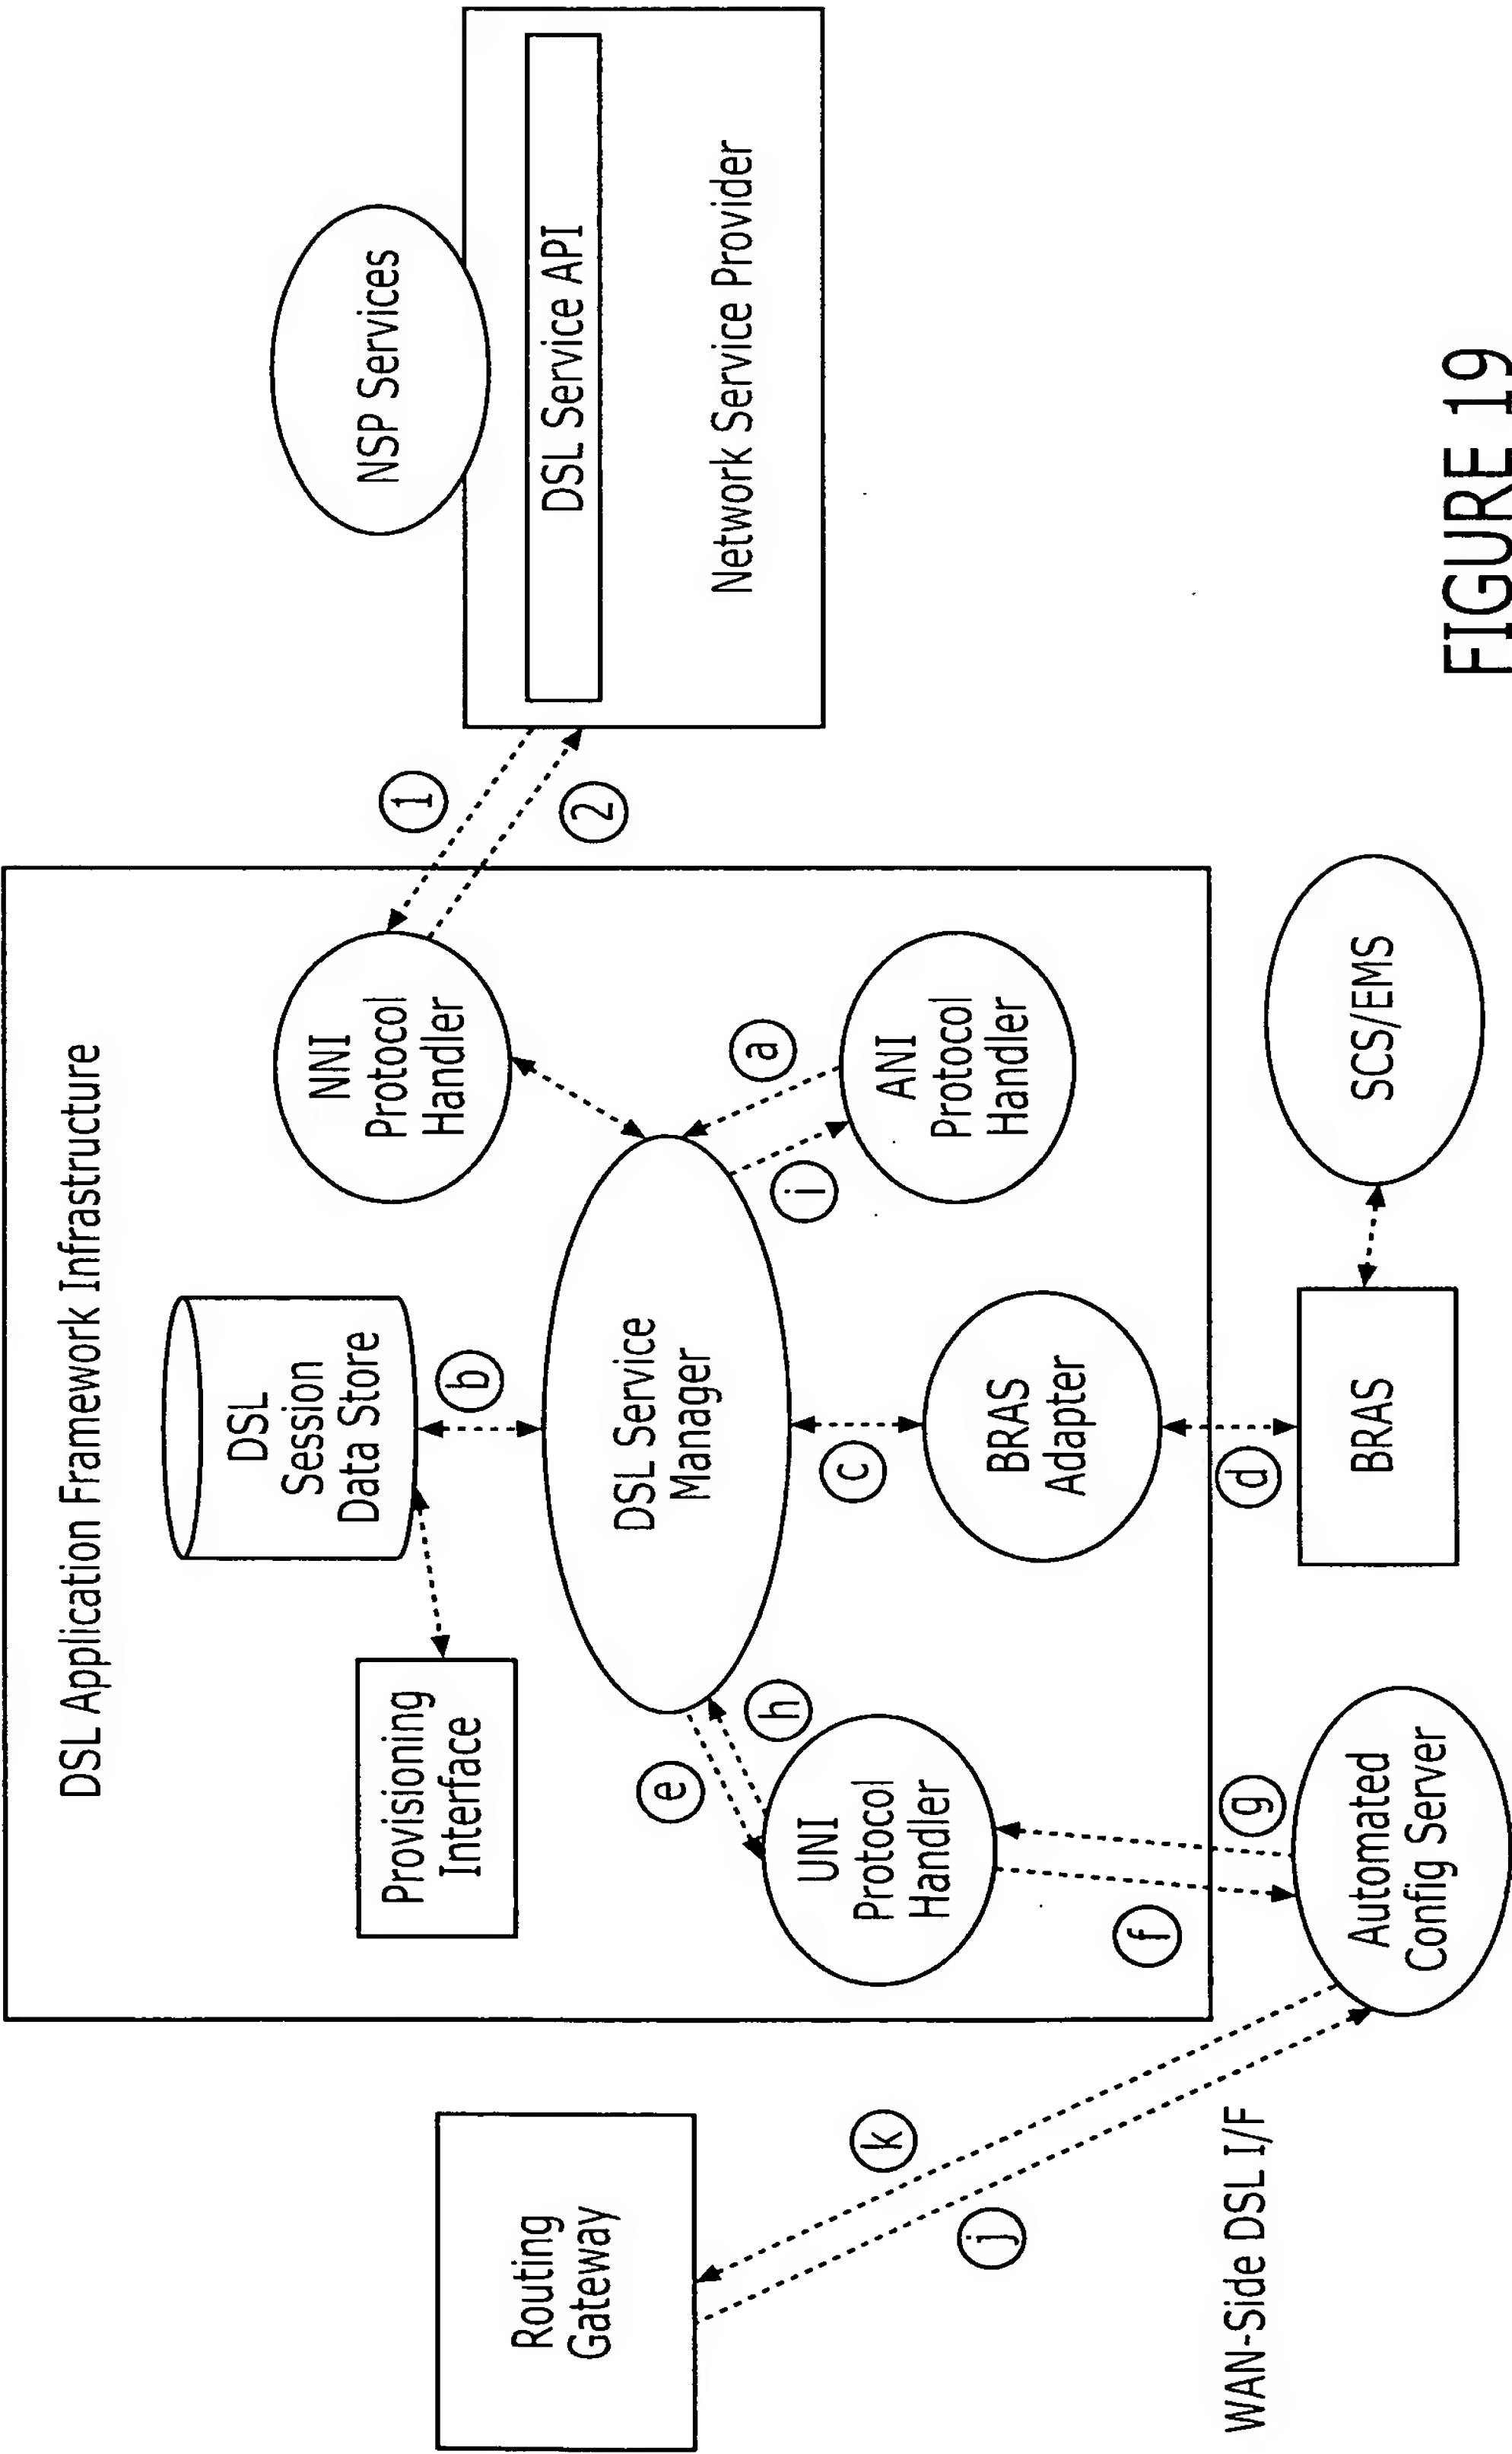 DSL Application Framework Infrastructure
Routing
Gateway
Provisioning
Interface
DSL
Session
Data Store
NNI
Protocol
Handler
NSP Services
DSL Service API
Network Service Provider
1
2
b
DSL Service
Manager
a
i
e
h
c
UNI
Protocol
Handler
BRAS
Adapter
ANI
Protocol
Handler
k
j
f
g
d
WAN-Side DSL I/F
Automated
Config Server
BRAS
SCS/EMS
FIGURE 19